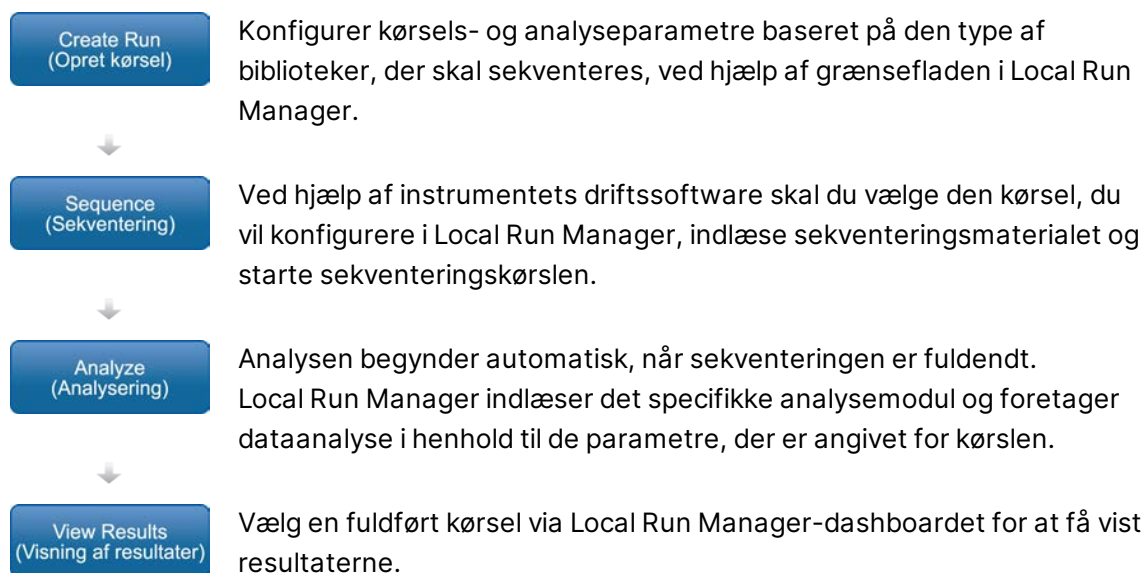 Create Run
(Opret kørsel)
Konfigurer kørsels- og analyseparametre baseret på den type af
biblioteker, der skal sekventeres, ved hjælp af grænsefladen i Local Run
Manager.
Sequence
(Sekventering)
Ved hjælp af instrumentets driftssoftware skal du vælge den kørsel, du
vil konfigurere i Local Run Manager, indlæse sekventeringsmaterialet og
starte sekventeringskørslen.
Analyze
(Analysering)
Analysen begynder automatisk, når sekventeringen er fuldendt.
Local Run Manager indlæser det specifikke analysemodul og foretager
dataanalyse i henhold til de parametre, der er angivet for kørslen.
View Results
(Visning af resultater)
Vælg en fuldført kørsel via Local Run Manager-dashboardet for at få vist
resultaterne.